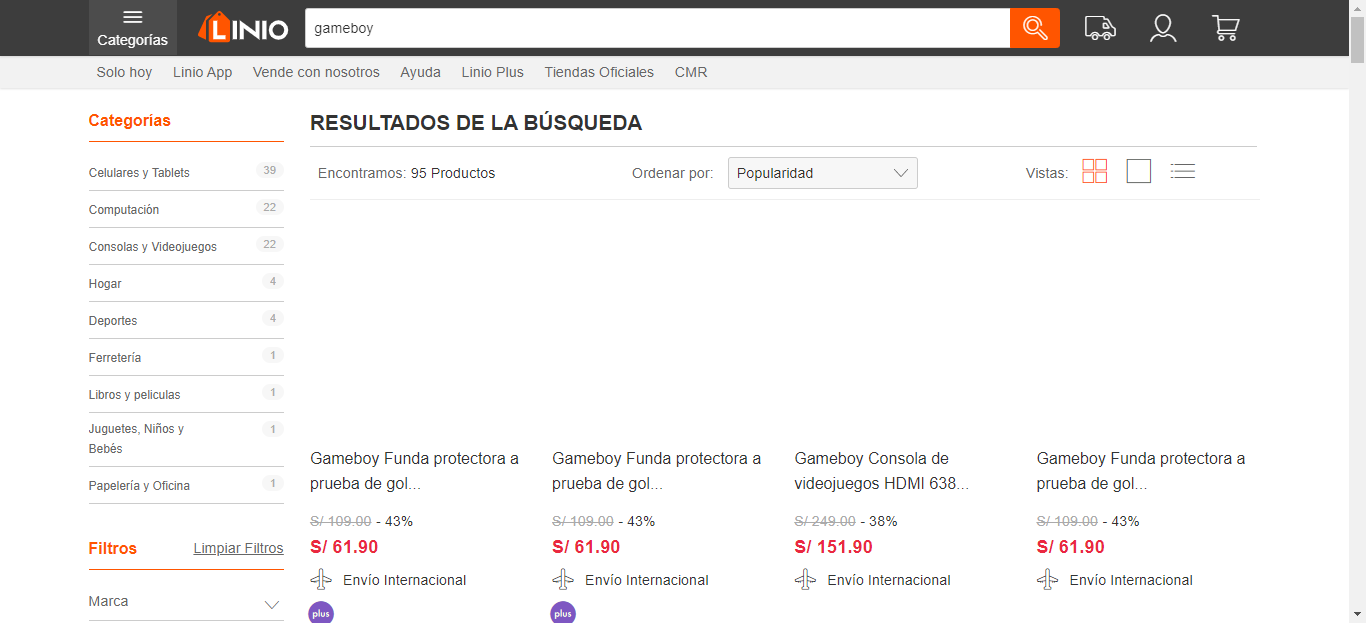 Categorías
LINIO
gameboy
Solo hoy Linio App Vende con nosotros Ayuda Linio Plus Tiendas Oficiales CMR
Categorías
Celulares y Tablets 39
Computación 22
Consolas y Videojuegos 22
Hogar 4
Deportes 4
Ferretería 1
Libros y peliculas 1
Juguetes, Niños y 1
Bebés
Papelería y Oficina 1
Filtros Limpiar Filtros
Marca
RESULTADOS DE LA BÚSQUEDA
Encontramos: 95 Productos Ordenar por: Popularidad Vistas:
Gameboy Funda protectora a
prueba de gol...
S/ 109.00 - 43%
S/ 61.90
Envío Internacional
plus
Gameboy Funda protectora a
prueba de gol...
S/ 109.00 - 43%
S/ 61.90
Envío Internacional
plus
Gameboy Consola de
videojuegos HDMI 638...
S/ 249.00 - 38%
S/ 151.90
Envío Internacional
Gameboy Funda protectora a
prueba de gol...
S/ 109.00 - 43%
S/ 61.90
Envío Internacional